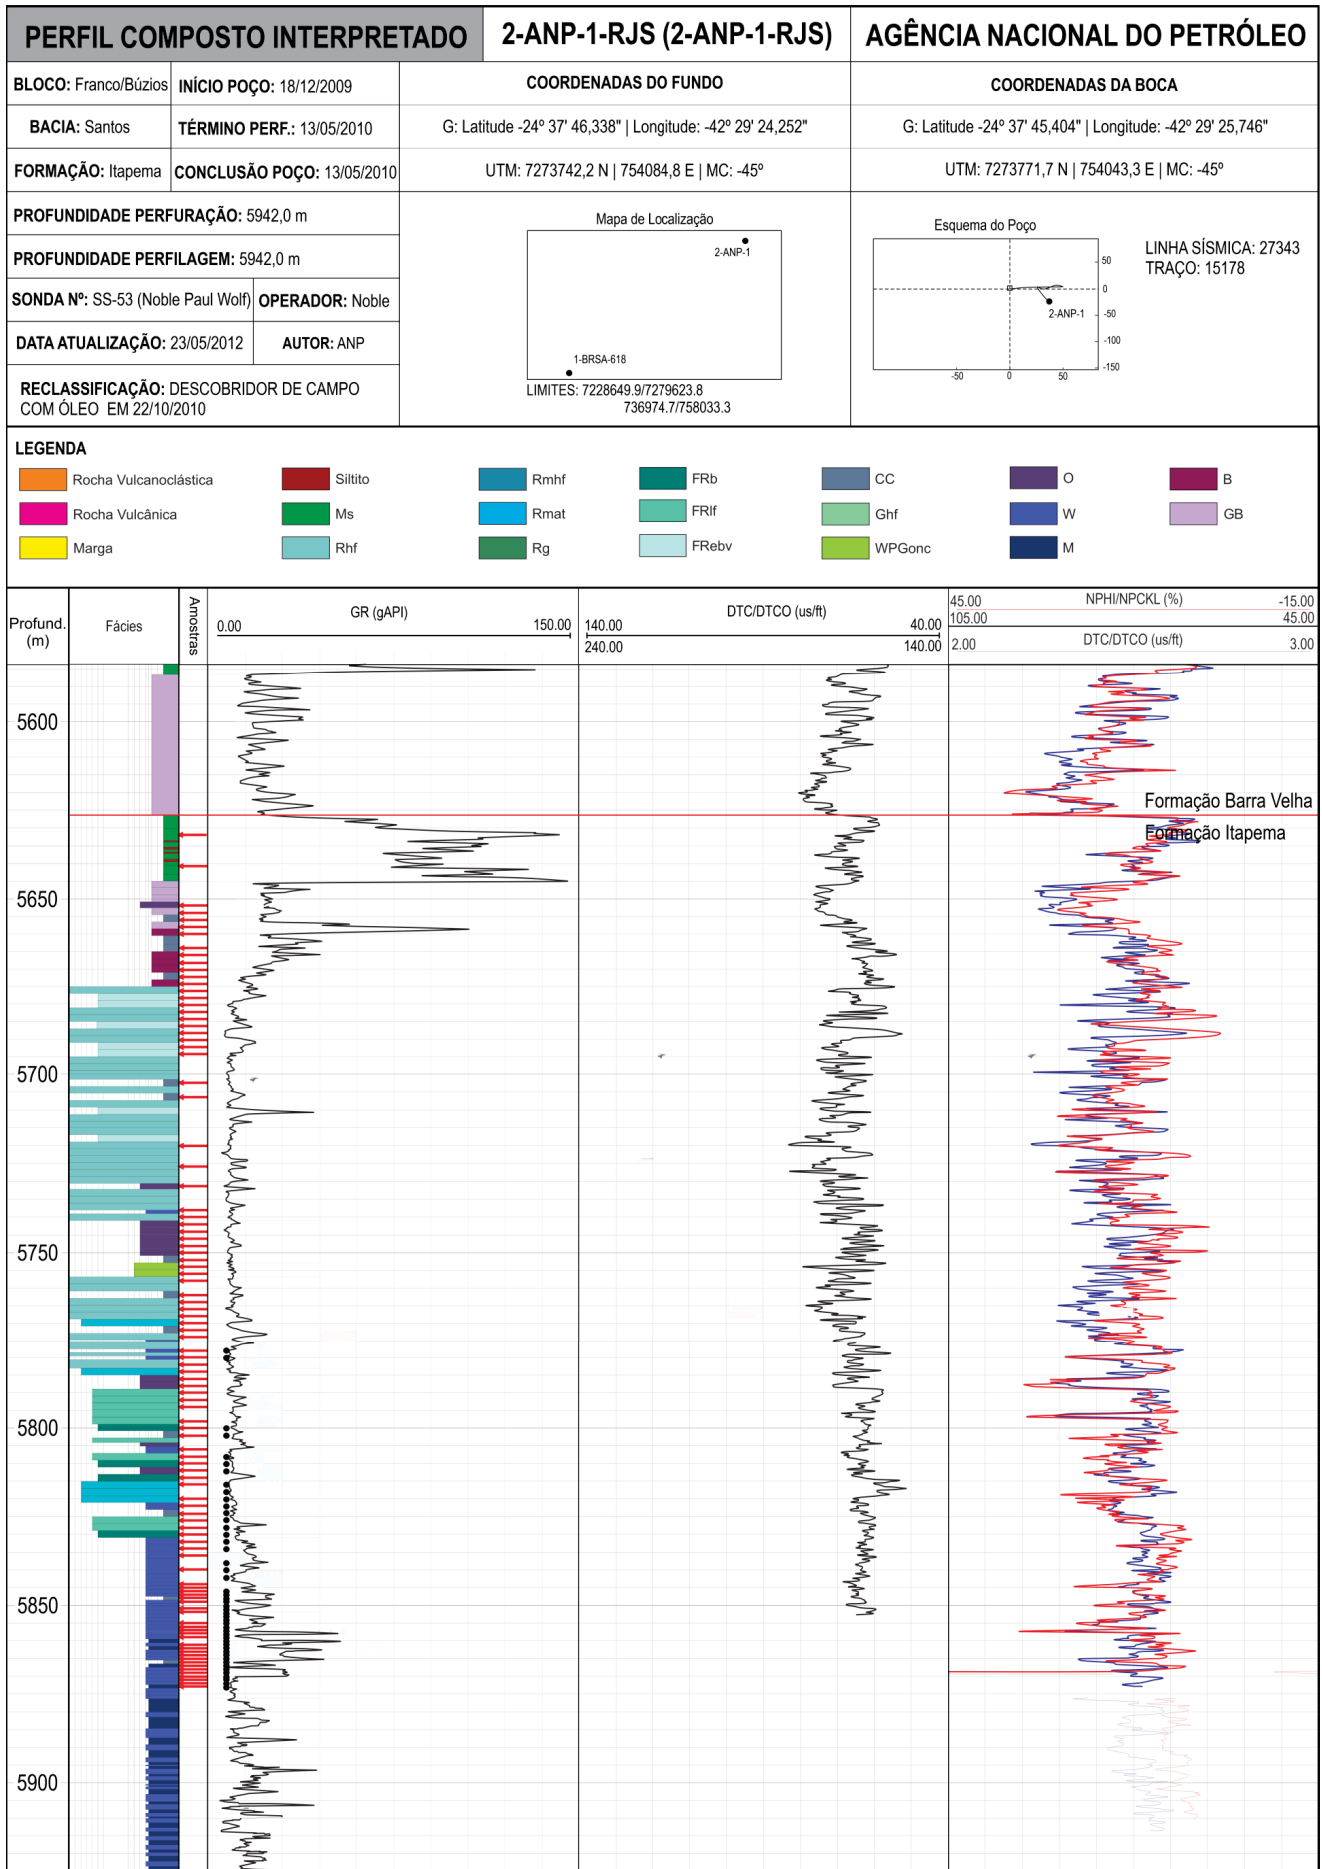 PERFIL COMPOSTO INTERPRETADO
2-ANP-1-RJS (2-ANP-1-RJS)
AGÊNCIA NACIONAL DO PETRÓLEO
BLOCO: Franco/Búzios
INÍCIO POÇO: 18/12/2009
COORDENADAS DO FUNDO
COORDENADAS DA BOCA
BACIA: Santos
TÉRMINO PERF.: 13/05/2010
G: Latitude -24º 37' 46,338" | Longitude: -42º 29' 24,252"
G: Latitude -24º 37' 45,404" | Longitude: -42º 29' 25,746"
FORMAÇÃO: Itapema
CONCLUSÃO POÇO: 13/05/2010
UTM: 7273742,2 N | 754084,8 E | MC: -45º
UTM: 7273771,7 N | 754043,3 E | MC: -45º
PROFUNDIDADE PERFURAÇÃO: 5942,0 m
PROFUNDIDADE PERFILAGEM: 5942,0 m
SONDA Nº: SS-53 (Noble Paul Wolf)
OPERADOR: Noble
DATA ATUALIZAÇÃO: 23/05/2012
AUTOR: ANP
RECLASSIFICAÇÃO: DESCOBRIDOR DE CAMPO
COM ÓLEO EM 22/10/2010
Mapa de Localização
2-ANP-1
1-BRSA-618
LIMITES: 7228649.9/7279623.8
736974.7/758033.3
Esquema do Poço
50
0
-50
-100
-150
2-ANP-1
-50
0
50
LINHA SÍSMICA: 27343
TRAÇO: 15178
LEGENDA
Rocha Vulcanoclástica
Siltito
Rmhf
FRb
CC
O
B
Rocha Vulcânica
Ms
Rmat
FRlf
Ghf
W
GB
Marga
Rhf
Rg
FRebv
WPGonc
M
Profund.
(m)
Fácies
Amostras
GR (gAPI)
0.00
150.00
DTC/DTCO (us/ft)
140.00
40.00
240.00
140.00
45.00
NPHI/NPCKL (%)
-15.00
105.00
45.00
2.00
DTC/DTCO (us/ft)
3.00
5600
Formação Barra Velha
Formação Itapema
5650
5700
5750
5800
5850
5900